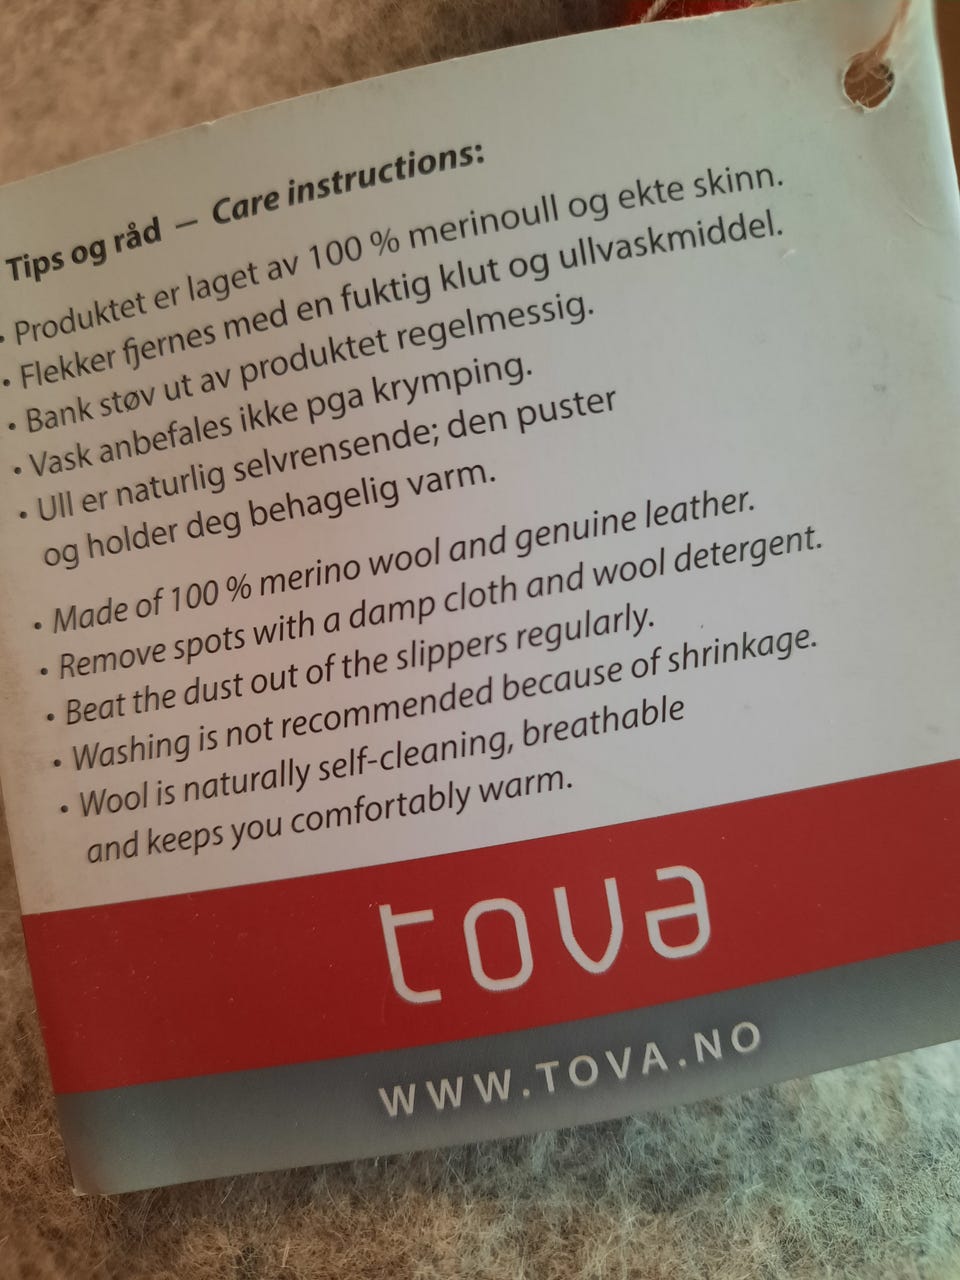 Tips og råd – Care instructions:
• Produktet er laget av 100 % merinoull og ekte skinn.
• Flekker fjernes med en fuktig klut og ullvaskmiddel.
• Bank støv ut av produktet regelmessig.
• Vask anbefales ikke pga krymping.
• Ull er naturlig selvrensende; den puster
og holder deg behagelig varm.
• Made of 100 % merino wool and genuine leather.
• Remove spots with a damp cloth and wool detergent.
• Beat the dust out of the slippers regularly.
• Washing is not recommended because of shrinkage.
• Wool is naturally self-cleaning, breathable
and keeps you comfortably warm.
tova
WWW.TOVA.NO